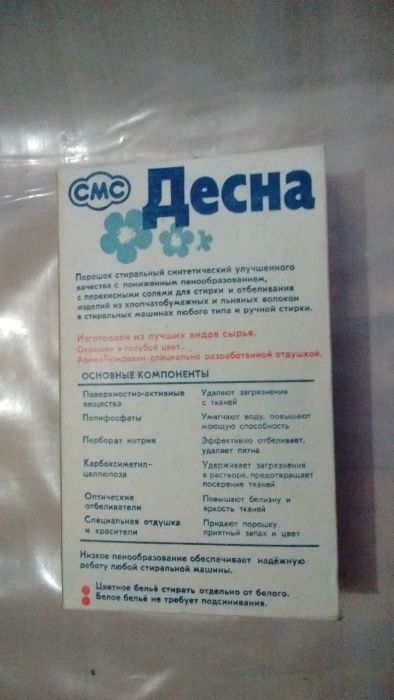 СМС
Десна
Порошок стиральный синтетический улучшенного
качества с пониженным пенообразованием,
с перекисными солями для стирки и отбеливания
изделий из хлопчатобумажных и льняных волокон
в стиральных машинах любого типа и ручной стирки.
Изготовлен из лучших видов сырья.
Окрашен в голубой цвет.
Ароматизирован специально разработанной отдушкой.
ОСНОВНЫЕ КОМПОНЕНТЫ
Поверхностно-активные Удаляют загрязнения
вещества с тканей
Полифосфаты Умягчают воду, повышают
моющую способность
Перборат натрия Эффективно отбеливает,
удаляет пятна
Карбоксиметил- Удерживает загрязнения
целлюлоза в растворе, предотвращает
посерение тканей
Оптические Повышают белизну и
отбеливатели яркость тканей
Специальная отдушка Придают порошку
и красители приятный запах и цвет
Низкое пенообразование обеспечивает надёжную
работу любой стиральной машины.
Цветное бельё стирать отдельно от белого.
Белое бельё не требует подсинивания.